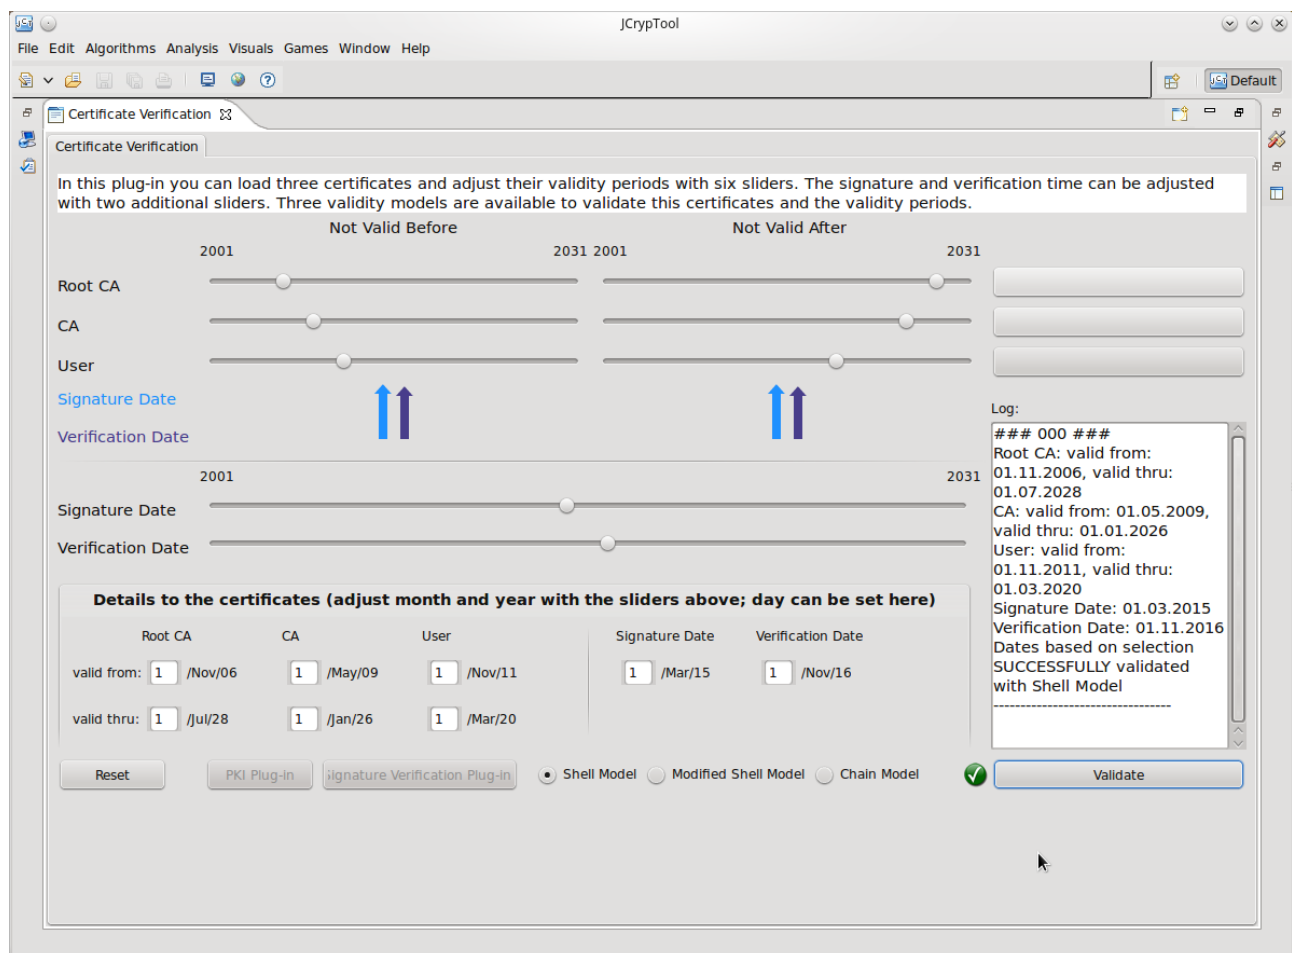 JCT
JCrypTool
File Edit Algorithms Analysis Visuals Games Window Help
JCT Default
Certificate Verification
Certificate Verification
In this plug-in you can load three certificates and adjust their validity periods with six sliders. The signature and verification time can be adjusted
with two additional sliders. Three validity models are available to validate this certificates and the validity periods.
Not Valid Before Not Valid After
2001 2031 2001 2031
Root CA
CA
User
Signature Date
Verification Date
2001 2031
Signature Date
Verification Date
Log:
### 000 ###
Root CA: valid from:
01.11.2006, valid thru:
01.07.2028
CA: valid from: 01.05.2009,
valid thru: 01.01.2026
User: valid from:
01.11.2011, valid thru:
01.03.2020
Signature Date: 01.03.2015
Verification Date: 01.11.2016
Dates based on selection
SUCCESSFULLY validated
with Shell Model
--------------------------------
Details to the certificates (adjust month and year with the sliders above; day can be set here)
Root CA CA User Signature Date Verification Date
valid from: 1 /Nov/06 1 /May/09 1 /Nov/11 1 /Mar/15 1 /Nov/16
valid thru: 1 /Jul/28 1 /Jan/26 1 /Mar/20
Reset PKI Plug-in ignature Verification Plug-in Shell Model Modified Shell Model Chain Model Validate